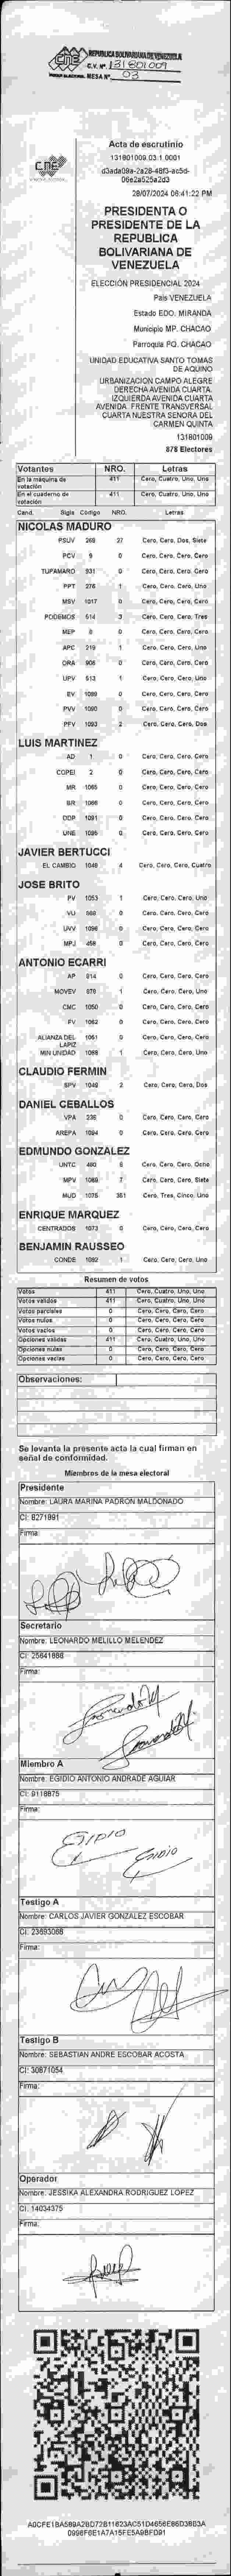 CNE
REPÚBLICA BOLIVARIANA DE VENEZUELA
C.V. Nº 131801009
MESA Nº 03
Acta de escrutinio
131801009.03.1.0001
28/07/2024 06:41:22 PM
PRESIDENTA O
PRESIDENTE DE LA
REPUBLICA
BOLIVARIANA DE
VENEZUELA
ELECCIÓN PRESIDENCIAL 2024
País VENEZUELA
Estado EDO. MIRANDA
Municipio MP. CHACAO
Parroquia PQ. CHACAO
UNIDAD EDUCATIVA SANTO TOMAS
DE AQUINO
URBANIZACION CAMPO ALEGRE
DERECHA AVENIDA CUARTA.
IZQUIERDA AVENIDA CUARTA
AVENIDA. FRENTE TRANSVERSAL
CUARTA NUESTRA SENORA DEL
CARMEN QUINTA
131801009
878 Electores
Votantes NRO. Letras
En la máquina de votación 411 Cero, Cuatro, Uno, Uno
En el cuaderno de votación 411 Cero, Cuatro, Uno, Uno
Cand. Sigla Código NRO. Letras
NICOLAS MADURO
PSUV 269 27 Cero, Cero, Dos, Siete
PCV 9 0 Cero, Cero, Cero, Cero
TUPAMARO 931 0 Cero, Cero, Cero, Cero
PPT 276 1 Cero, Cero, Cero, Uno
MSV 1017 0 Cero, Cero, Cero, Cero
PODEMOS 514 3 Cero, Cero, Cero, Tres
MEP 8 0 Cero, Cero, Cero, Cero
APC 219 1 Cero, Cero, Cero, Uno
ORA 906 0 Cero, Cero, Cero, Cero
UPV 513 1 Cero, Cero, Cero, Uno
EV 1089 0 Cero, Cero, Cero, Cero
PVV 1090 0 Cero, Cero, Cero, Cero
PFV 1093 2 Cero, Cero, Cero, Dos
LUIS MARTINEZ
AD 1 0 Cero, Cero, Cero, Cero
COPEI 2 0 Cero, Cero, Cero, Cero
MR 1065 0 Cero, Cero, Cero, Cero
BR 1066 0 Cero, Cero, Cero, Cero
DDP 1091 0 Cero, Cero, Cero, Cero
UNE 1095 0 Cero, Cero, Cero, Cero
JAVIER BERTUCCI
EL CAMBIO 1048 4 Cero, Cero, Cero, Cuatro
JOSE BRITO
PV 1053 1 Cero, Cero, Cero, Uno
VU 868 0 Cero, Cero, Cero, Cero
UVV 1096 0 Cero, Cero, Cero, Cero
MPJ 458 0 Cero, Cero, Cero, Cero
ANTONIO ECARRI
AP 914 0 Cero, Cero, Cero, Cero
MOVEV 878 1 Cero, Cero, Cero, Uno
CMC 1050 0 Cero, Cero, Cero, Cero
FV 1062 0 Cero, Cero, Cero, Cero
ALIANZA DEL LAPIZ 1061 0 Cero, Cero, Cero, Cero
MIN UNIDAD 1088 1 Cero, Cero, Cero, Uno
CLAUDIO FERMIN
SPV 1049 2 Cero, Cero, Cero, Dos
DANIEL CEBALLOS
VPA 236 0 Cero, Cero, Cero, Cero
AREPA 1094 0 Cero, Cero, Cero, Cero
EDMUNDO GONZALEZ
UNTC 480 8 Cero, Cero, Cero, Ocho
MPV 1069 7 Cero, Cero, Cero, Siete
MUD 1075 351 Cero, Tres, Cinco, Uno
ENRIQUE MARQUEZ
CENTRADOS 1073 0 Cero, Cero, Cero, Cero
BENJAMIN RAUSSEO
CONDE 1082 1 Cero, Cero, Cero, Uno
Resumen de votos
Votos 411 Cero, Cuatro, Uno, Uno
Votos válidos 411 Cero, Cuatro, Uno, Uno
Votos parciales 0 Cero, Cero, Cero, Cero
Votos nulos 0 Cero, Cero, Cero, Cero
Votos vacíos 0 Cero, Cero, Cero, Cero
Opciones válidas 411 Cero, Cuatro, Uno, Uno
Opciones nulas 0 Cero, Cero, Cero, Cero
Opciones vacías 0 Cero, Cero, Cero, Cero
Observaciones:
Se levanta la presente acta la cual firman en
señal de conformidad.
Miembros de la mesa electoral
Presidente
Nombre: LAURA MARINA PADRON MALDONADO
CI: 8271991
Firma:
Secretario
Nombre: LEONARDO MELILLO MELENDEZ
CI: 25641888
Firma:
Miembro A
Nombre: EGIDIO ANTONIO ANDRADE AGUIAR
CI: 9118875
Firma:
EGIDIO
EGIDIO
Testigo A
Nombre: CARLOS JAVIER GONZALEZ ESCOBAR
CI: 23693068
Firma:
Testigo B
Nombre: SEBASTIAN ANDRE ESCOBAR ACOSTA
CI: 30871054
Firma:
Operador
Nombre: JESSIKA ALEXANDRA RODRIGUEZ LOPEZ
CI: 14034375
Firma: